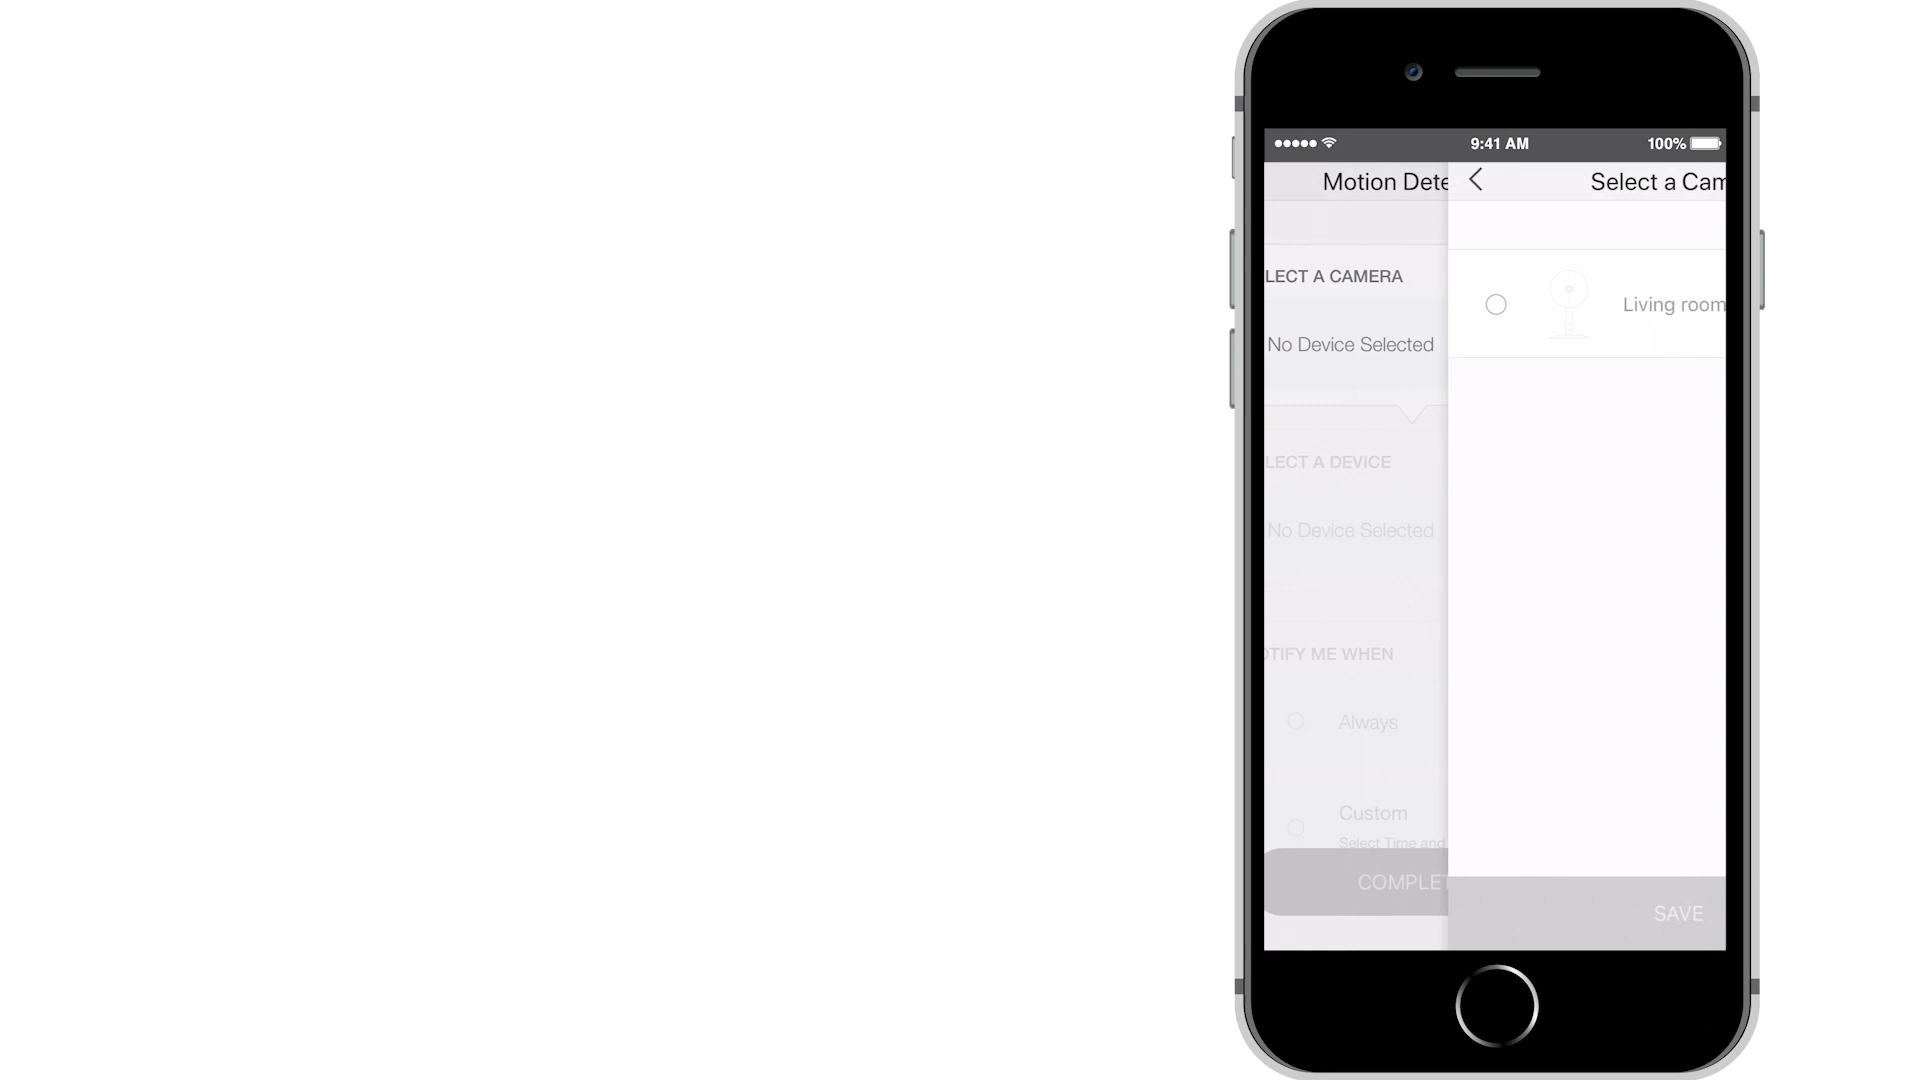 9:41 AM
100%
Motion Dete
Select a Cam
LECT A CAMERA
No Device Selected
Living room
LECT A DEVICE
No Device Selected
OTIFY ME WHEN
Always
Custom
Select Time and
COMPLET
SAVE